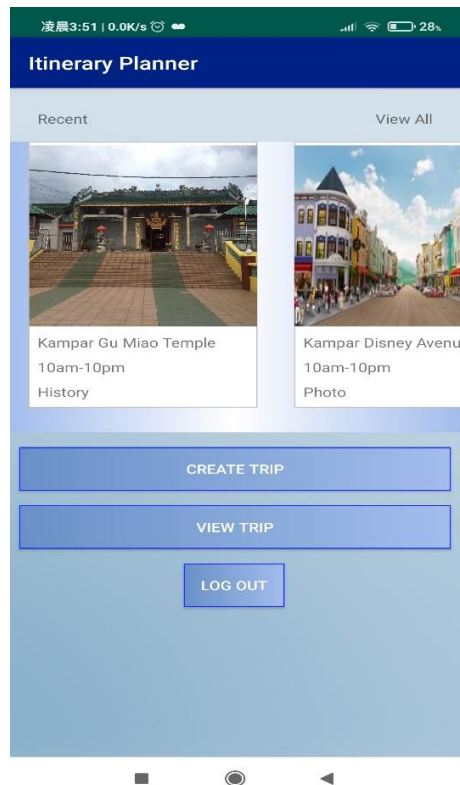 凌晨3:51 | 0.0K/s
28%
Itinerary Planner
Recent
View All
Kampar Gu Miao Temple
10am-10pm
History
Kampar Disney Avenu
10am-10pm
Photo
CREATE TRIP
VIEW TRIP
LOG OUT